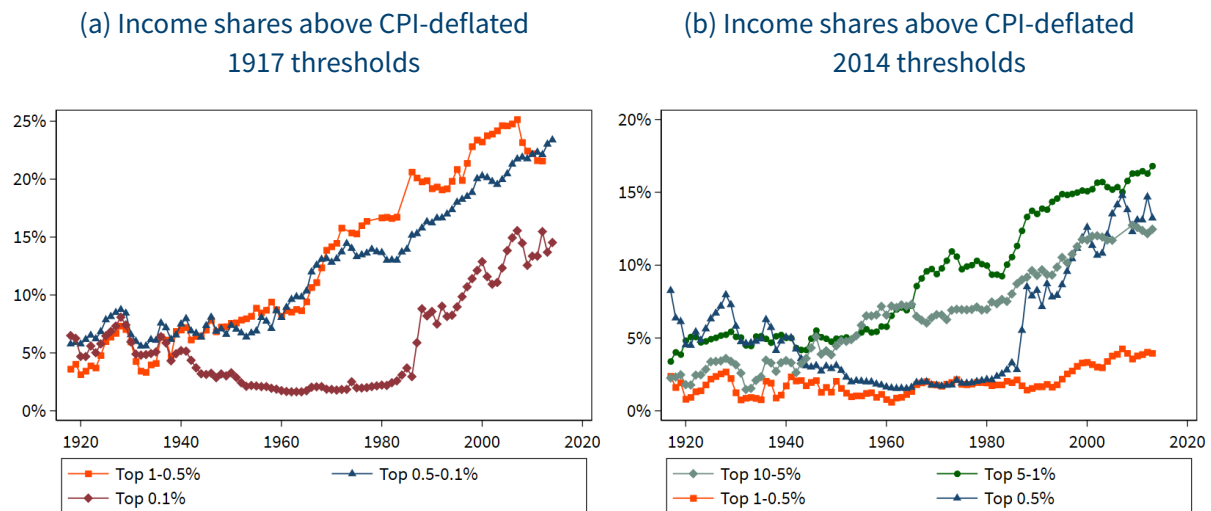 (a) Income shares above CPI-deflated
1917 thresholds
25%
20%
15%
10%
5%
0%
1920 1940 1960 1980 2000 2020
Top 1-0.5% Top 0.5-0.1%
Top 0.1%
(b) Income shares above CPI-deflated
2014 thresholds
20%
15%
10%
5%
0%
1920 1940 1960 1980 2000 2020
Top 10-5% Top 5-1%
Top 1-0.5% Top 0.5%